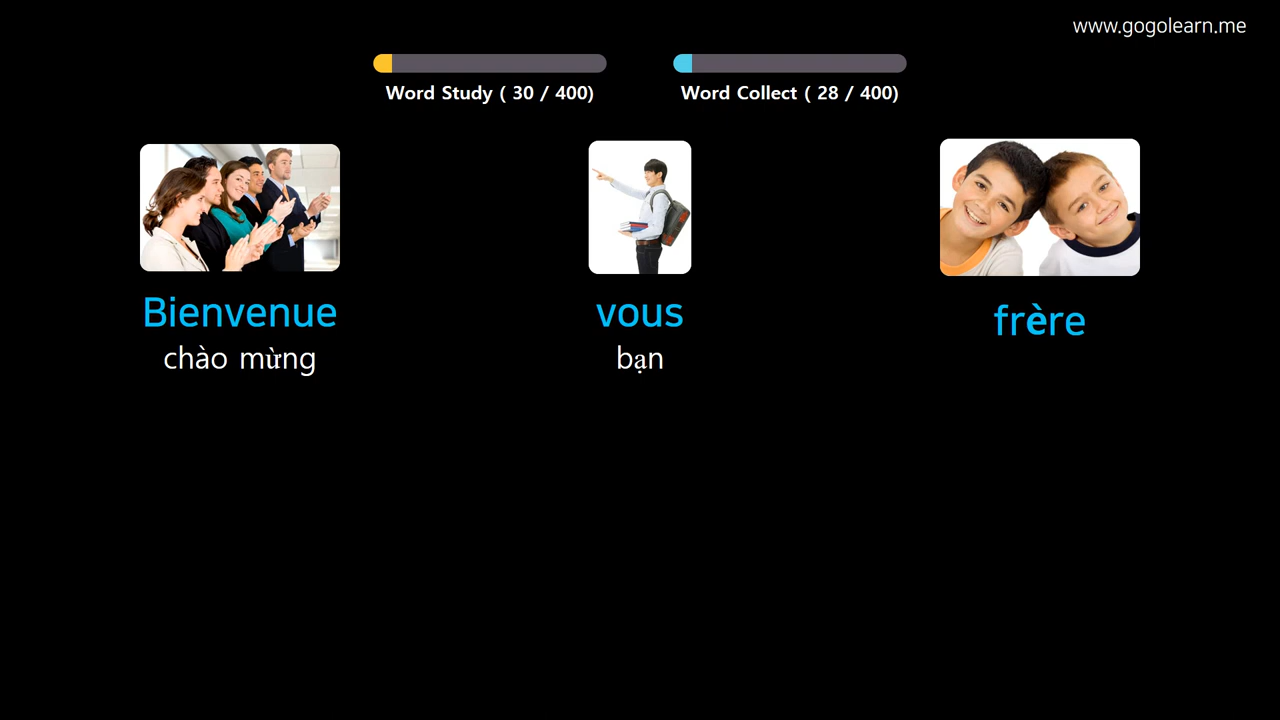 www.gogolearn.me
Word Study ( 30 / 400)
Word Collect ( 28 / 400)
Bienvenue
chào mừng
vous
bạn
frère